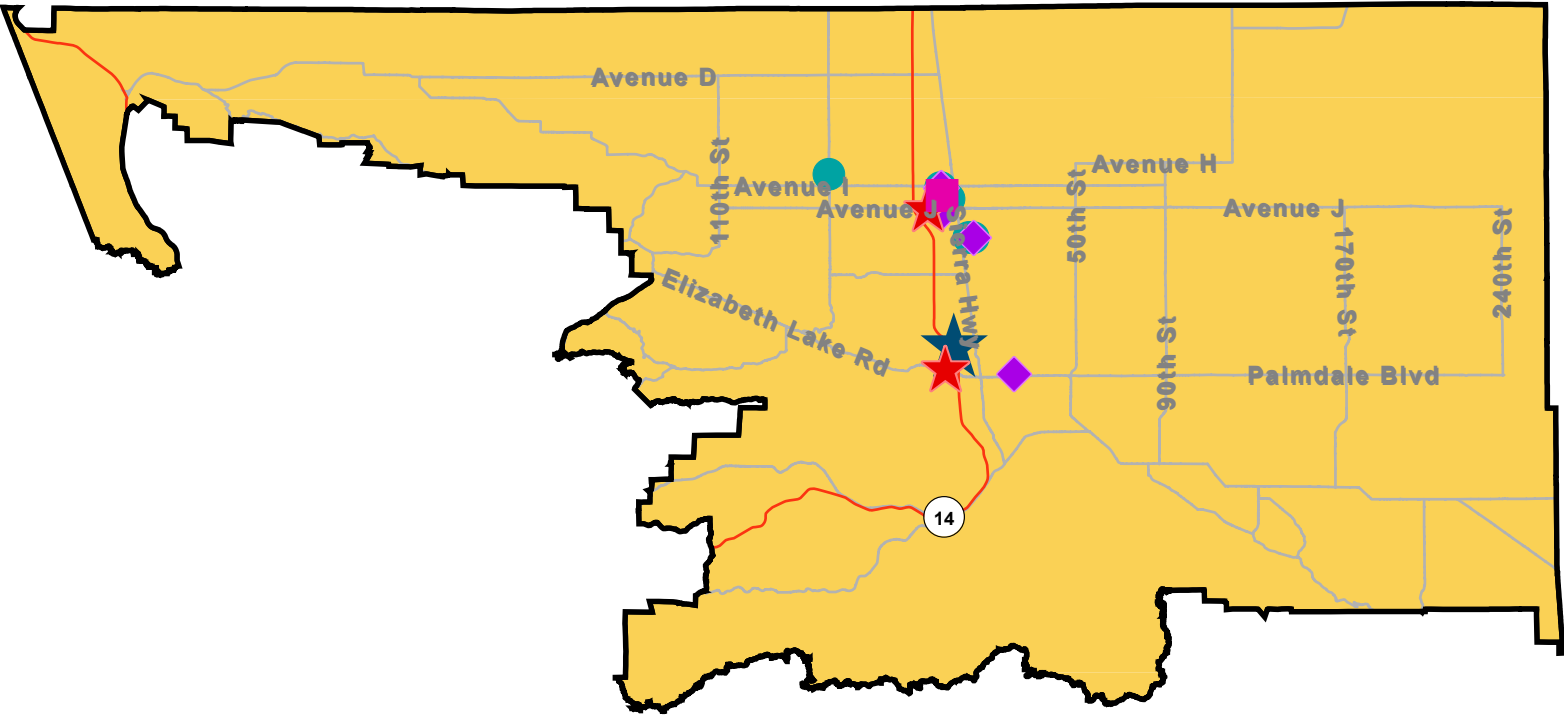 Avenue D
110th St
Avenue H
Avenue I
Avenue J
Sierra Hwy
50th St
Avenue J
170th St
240th St
Elizabeth Lake Rd
90th St
Palmdale Blvd
14